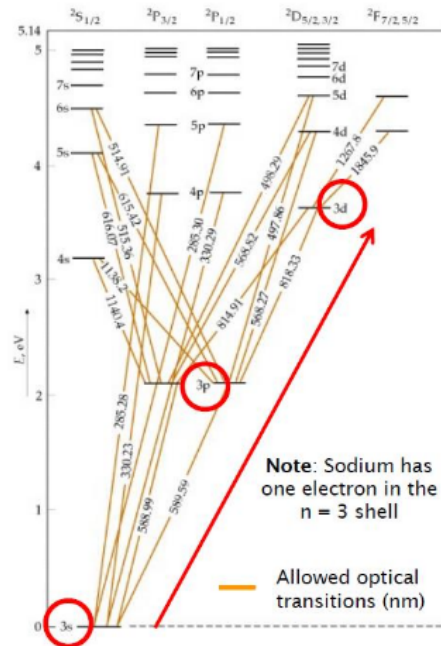 ²S₁/₂ ²P₃/₂ ²P₁/₂ ²D₅/₂,₃/₂ ²F₇/₂,₅/₂
5.14
5
7s
6s
5s
4s
7p
6p
5p
4p
7d
6d
5d
4d
3d
4
3
2
1
0
E, eV
514.91
615.42
515.36
616.07
1138.2
1140.4
285.30
330.29
498.29
568.82
497.86
1267.8
1845.9
818.33
814.91
568.27
285.28
330.23
588.99
589.59
3p
3s
Note: Sodium has
one electron in the
n = 3 shell
Allowed optical
transitions (nm)